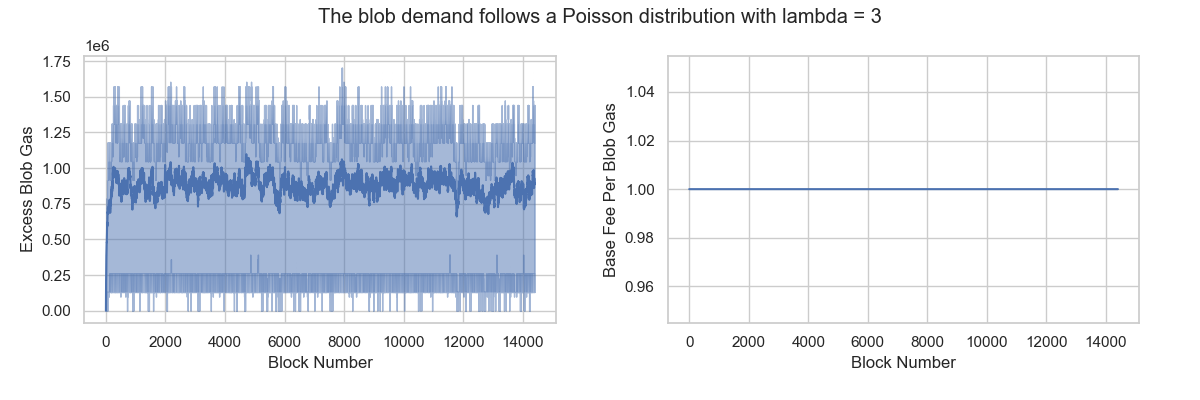 The blob demand follows a Poisson distribution with lambda = 3
1e6
1.75
1.50
1.25
1.00
0.75
0.50
0.25
0.00
Excess Blob Gas
0 2000 4000 6000 8000 10000 12000 14000
Block Number
1.04
1.02
1.00
0.98
0.96
Base Fee Per Blob Gas
0 2000 4000 6000 8000 10000 12000 14000
Block Number